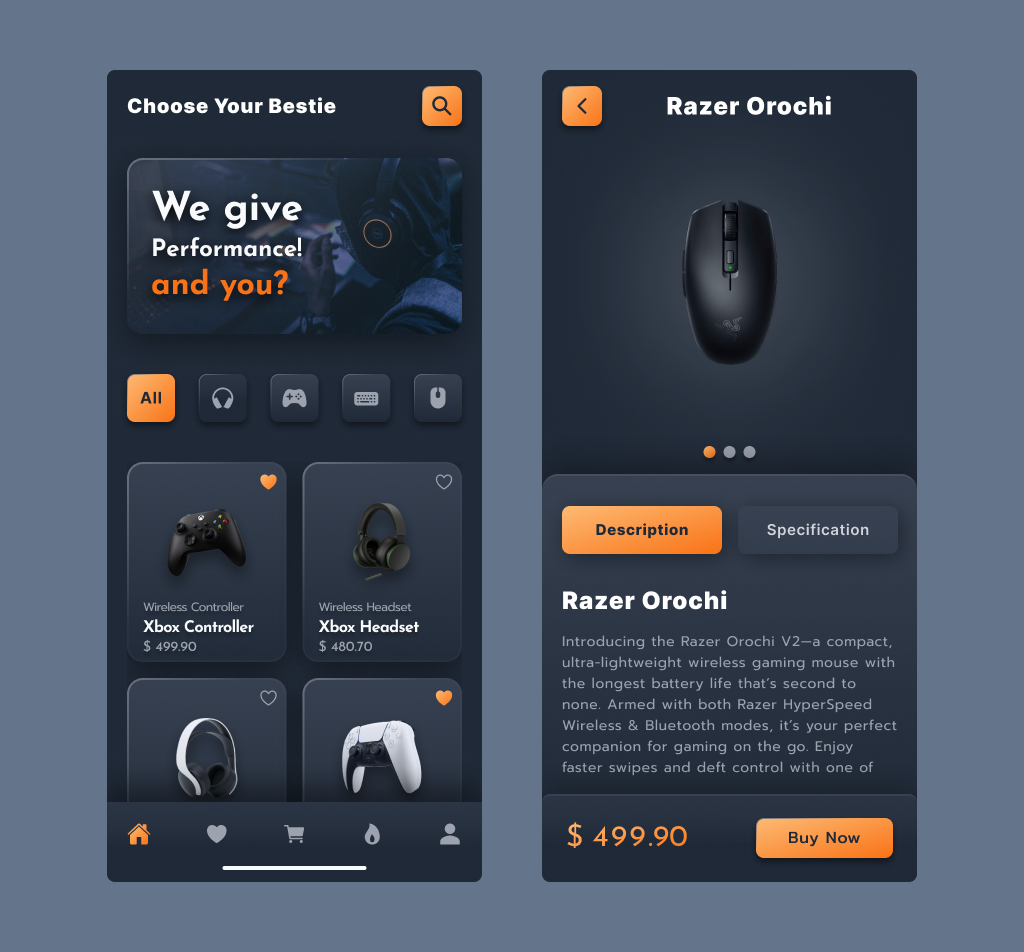 Choose Your Bestie
We give
Performance!
and you?
All
Wireless Controller
Xbox Controller
$ 499.90
Wireless Headset
Xbox Headset
$ 480.70
Razer Orochi
Description
Specification
Razer Orochi
Introducing the Razer Orochi V2—a compact,
ultra-lightweight wireless gaming mouse with
the longest battery life that's second to
none. Armed with both Razer HyperSpeed
Wireless & Bluetooth modes, it's your perfect
companion for gaming on the go. Enjoy
faster swipes and deft control with one of
$ 499.90
Buy Now